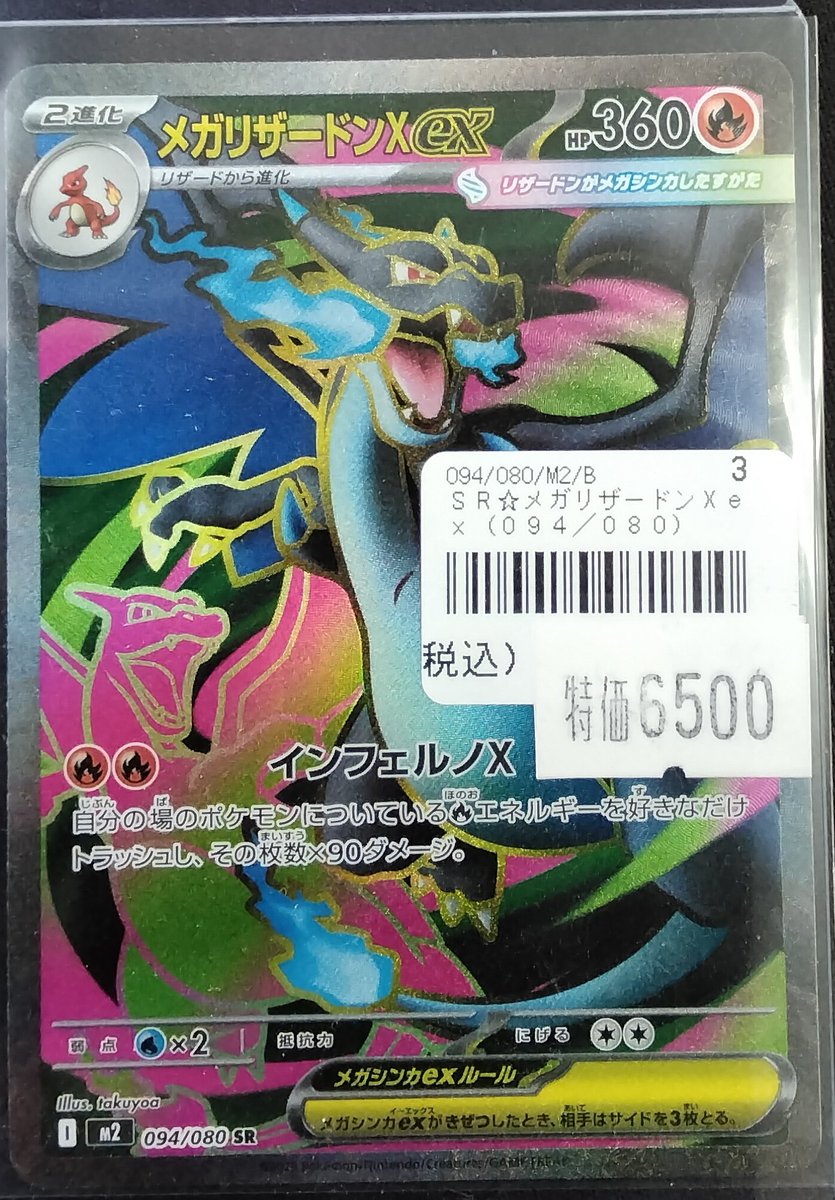 2進化
メガリザードンXex
HP360
リザードから進化
リザードンがメガシンカしたすがた
094/080/M2/B 3
SR☆メガリザードンXe
x(094/080)
税込)
特価6500
インフェルノX
自分の場のポケモンについているエネルギーを好きなだけ
トラッシュし、その枚数×90ダメージ。
弱点 ×2 抵抗力 にげる
メガシンカexルール
メガシンカexがきぜつしたとき、相手はサイドを3枚とる。
Illus. takuyoa
I m2 094/080 SR